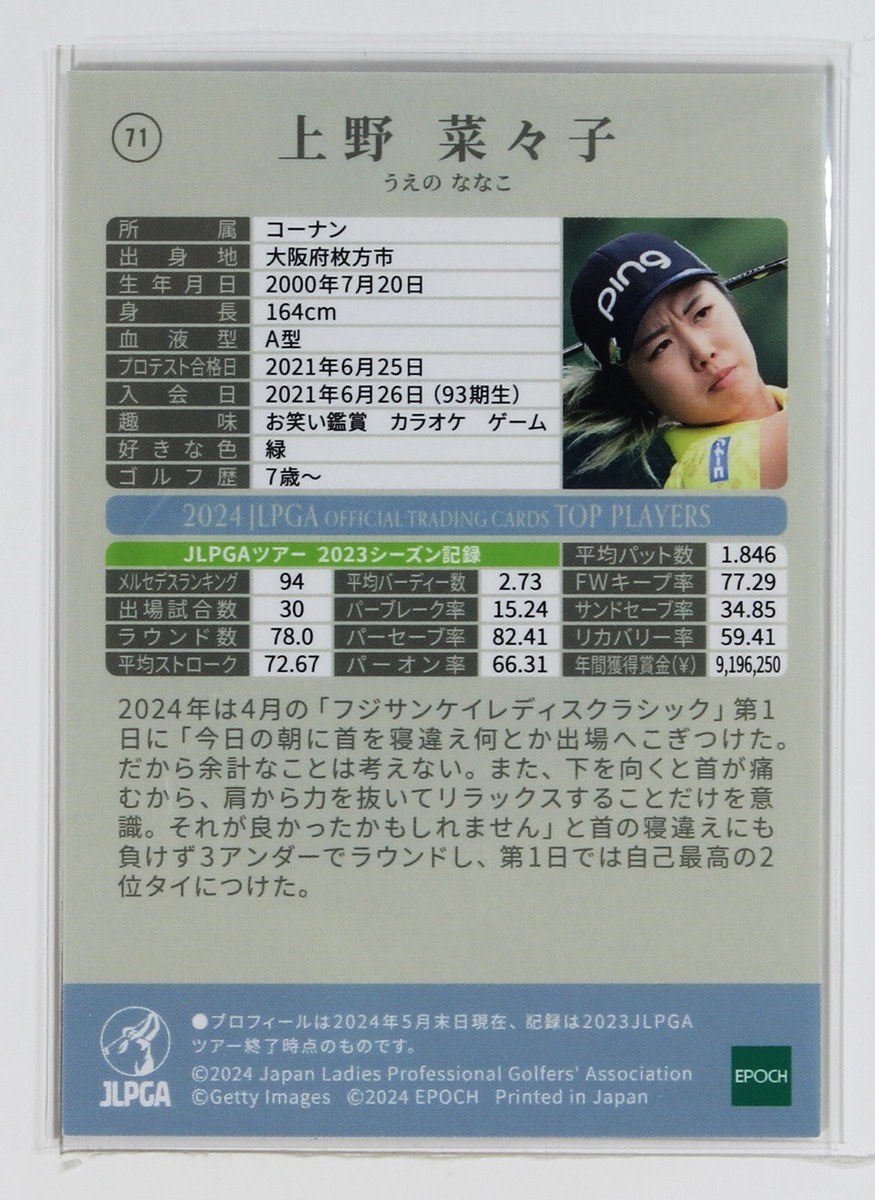 71
上野 菜々子
うえの ななこ
所属 コーナン
出身地 大阪府枚方市
生年月日 2000年7月20日
身長 164cm
血液型 A型
プロテスト合格日 2021年6月25日
入会日 2021年6月26日(93期生)
趣味 お笑い鑑賞 カラオケ ゲーム
好きな色 緑
ゴルフ歴 7歳〜
PING
2024 JLPGA OFFICIAL TRADING CARDS TOP PLAYERS
JLPGAツアー 2023シーズン記録 平均パット数 1.846
メルセデスランキング 94 平均バーディー数 2.73 FWキープ率 77.29
出場試合数 30 パーブレーク率 15.24 サンドセーブ率 34.85
ラウンド数 78.0 パーセーブ率 82.41 リカバリー率 59.41
平均ストローク 72.67 パーオン率 66.31 年間獲得賞金(¥) 9,196,250
2024年は4月の「フジサンケイレディスクラシック」第1
日に「今日の朝に首を寝違え何とか出場へこぎつけた。
だから余計なことは考えない。また、下を向くと首が痛
むから、肩から力を抜いてリラックスすることだけを意
識。それが良かったかもしれません」と首の寝違えにも
負けず3アンダーでラウンドし、第1日では自己最高の2
位タイにつけた。
●プロフィールは2024年5月末日現在、記録は2023JLPGA
ツアー終了時点のものです。
©2024 Japan Ladies Professional Golfers' Association
©Getty Images ©2024 EPOCH Printed in Japan
JLPGA
EPOCH